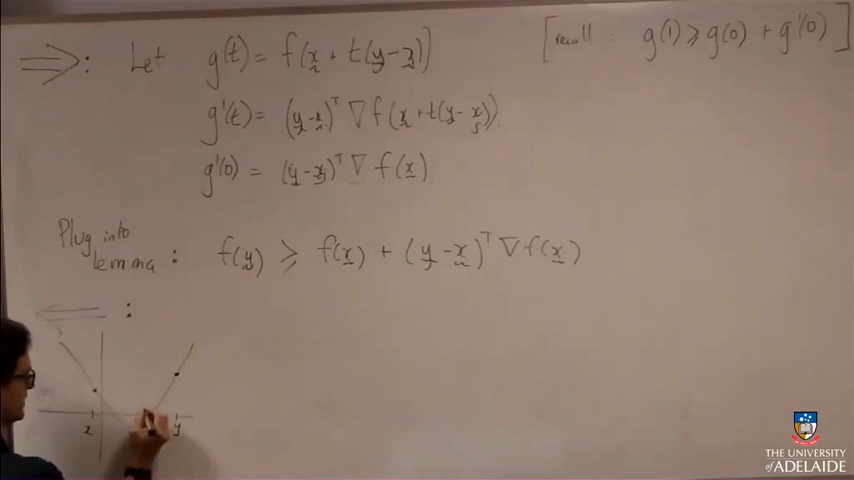 ⟹: Let g(t) = f(x + t(y-x))
[recall : g(1) ≥ g(0) + g'(0)]
g'(t) = (y-x)ᵀ ∇f(x+t(y-x))
g'(0) = (y-x)ᵀ ∇f(x)
Plug into
lemma : f(y) ≥ f(x) + (y-x)ᵀ ∇f(x)
⟸ :
x y
THE UNIVERSITY
of ADELAIDE